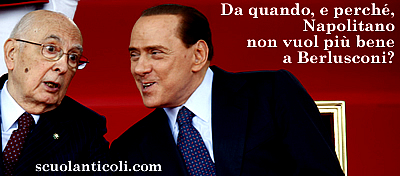 Da quando, e perché,
Napolitano
non vuol più bene
a Berlusconi?
scuolanticoli.com